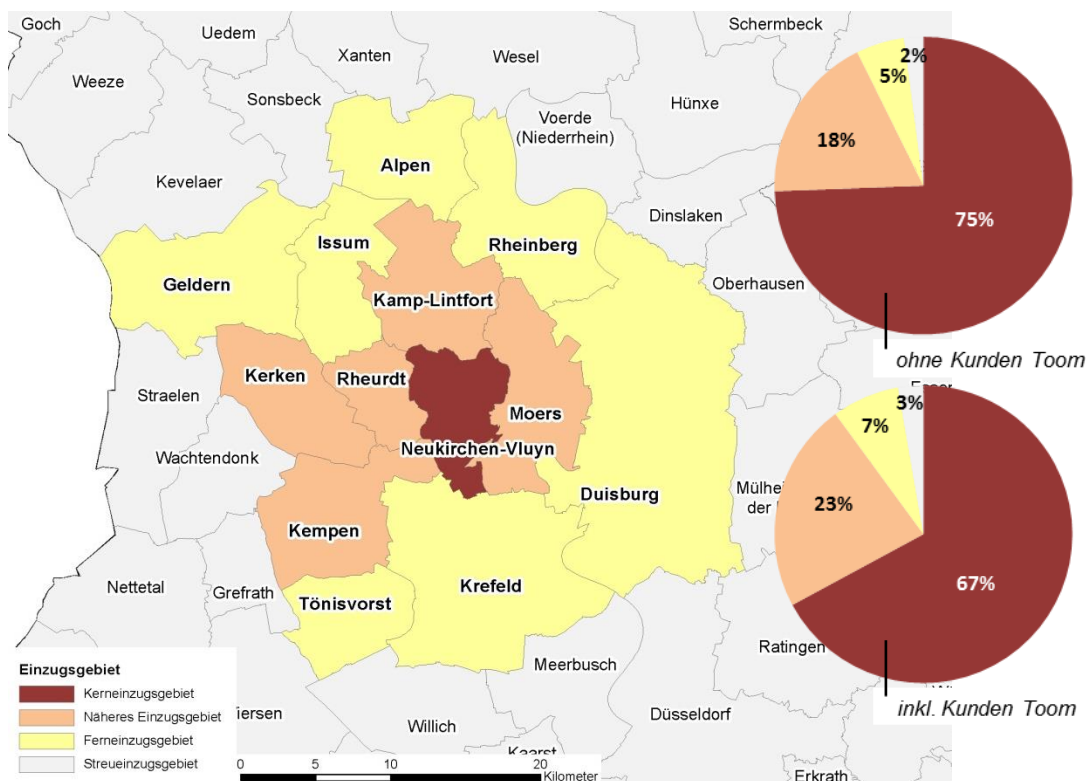 Goch
Uedem
Xanten
Wesel
Schermbeck
Weeze
Sonsbeck
Hünxe
Voerde
(Niederrhein)
Alpen
Kevelaer
Dinslaken
Issum
Rheinberg
Geldern
Oberhausen
Kamp-Lintfort
Kerken
Rheurdt
Straelen
Moers
Neukirchen-Vluyn
Wachtendonk
Duisburg
der
Kempen
Nettetal
Grefrath
Krefeld
Tönisvorst
Ratingen
Meerbusch
Düsseldorf
Willich
Kaarst
Erkrath
2%
5%
18%
75%
ohne Kunden Toom
3%
7%
23%
67%
inkl. Kunden Toom
Einzugsgebiet
Kerneinzugsgebiet
Näheres Einzugsgebiet
Ferneinzugsgebiet
Streueinzugsgebiet
0 5 10 20
Kilometer